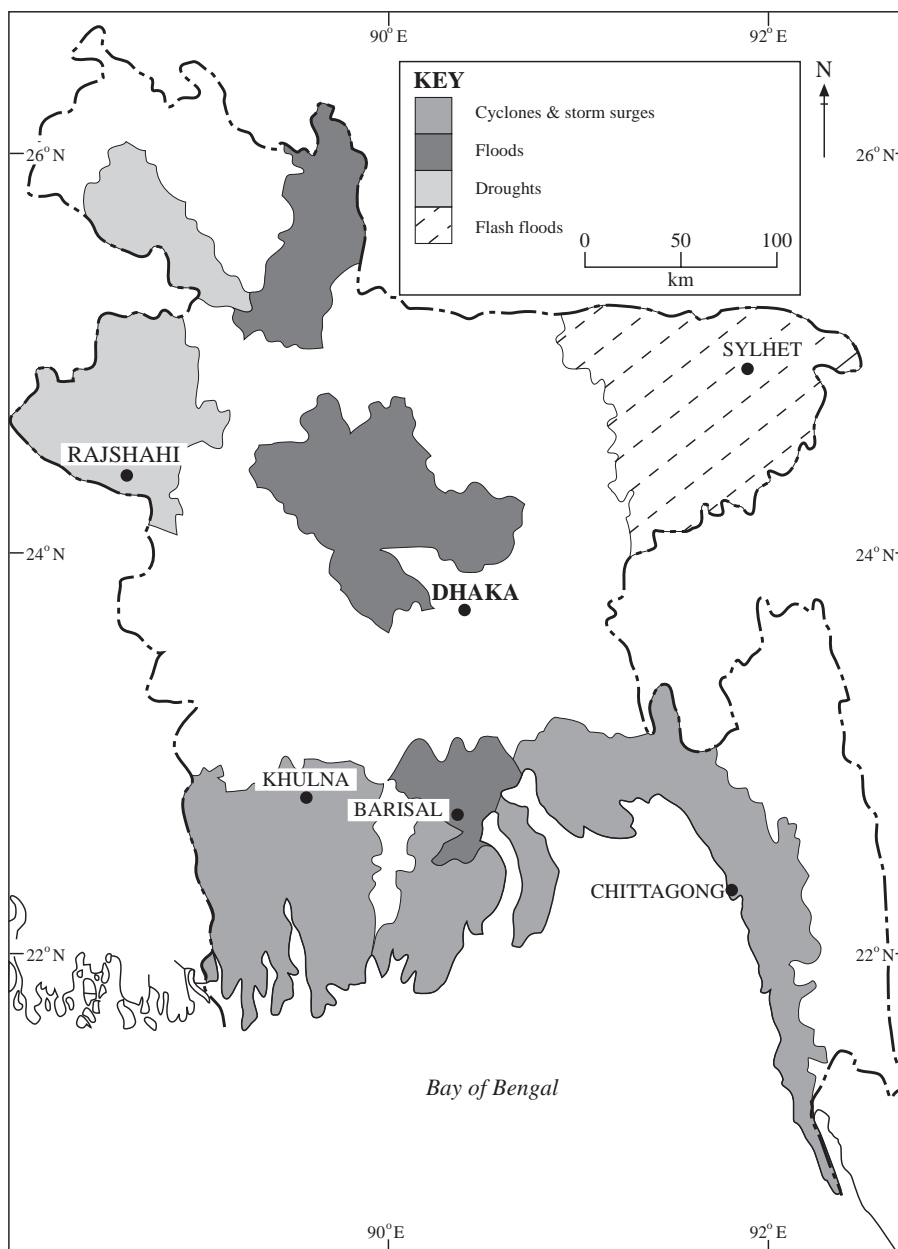 90°E 92°E
KEY
N
Cyclones & storm surges
Floods
26°N 26°N
Droughts
Flash floods
0 50 100
km
SYLHET
RAJSHAHI
24°N 24°N
DHAKA
KHULNA
BARISAL
CHITTAGONG
22°N 22°N
Bay of Bengal
90°E 92°E